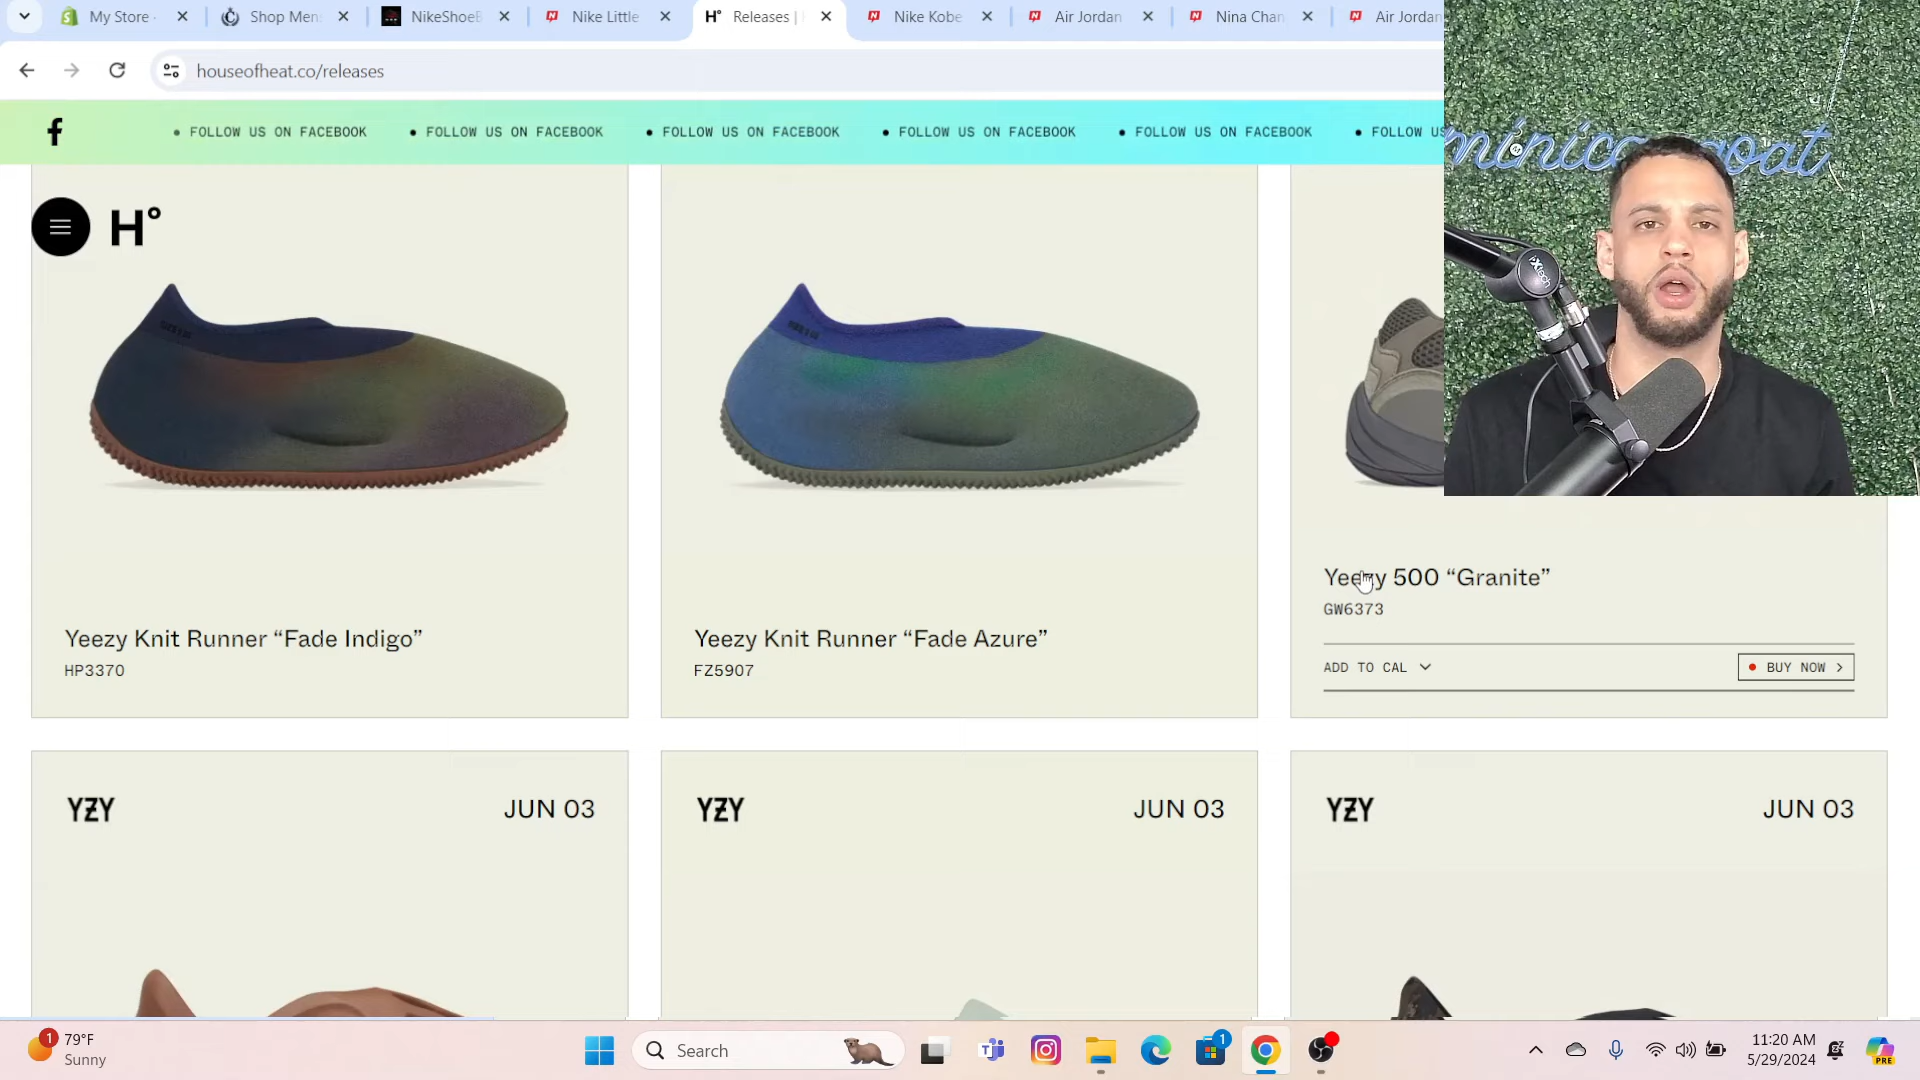 My Store -
Shop Men
NikeShoeB
Nike Little
H° Releases |
Nike Kobe
Air Jordan
Nina Chan
Air Jordan
houseofheat.co/releases
• FOLLOW US ON FACEBOOK • FOLLOW US ON FACEBOOK • FOLLOW US ON FACEBOOK • FOLLOW US ON FACEBOOK • FOLLOW US ON FACEBOOK • FOLLOW US
H°
goat
Yeezy Knit Runner “Fade Indigo”
HP3370
Yeezy Knit Runner “Fade Azure”
FZ5907
Yeezy 500 “Granite”
GW6373
ADD TO CAL
BUY NOW >
YZY
JUN 03
YZY
JUN 03
YZY
JUN 03
1
79°F
Sunny
Search
1
11:20 AM
5/29/2024
PRE